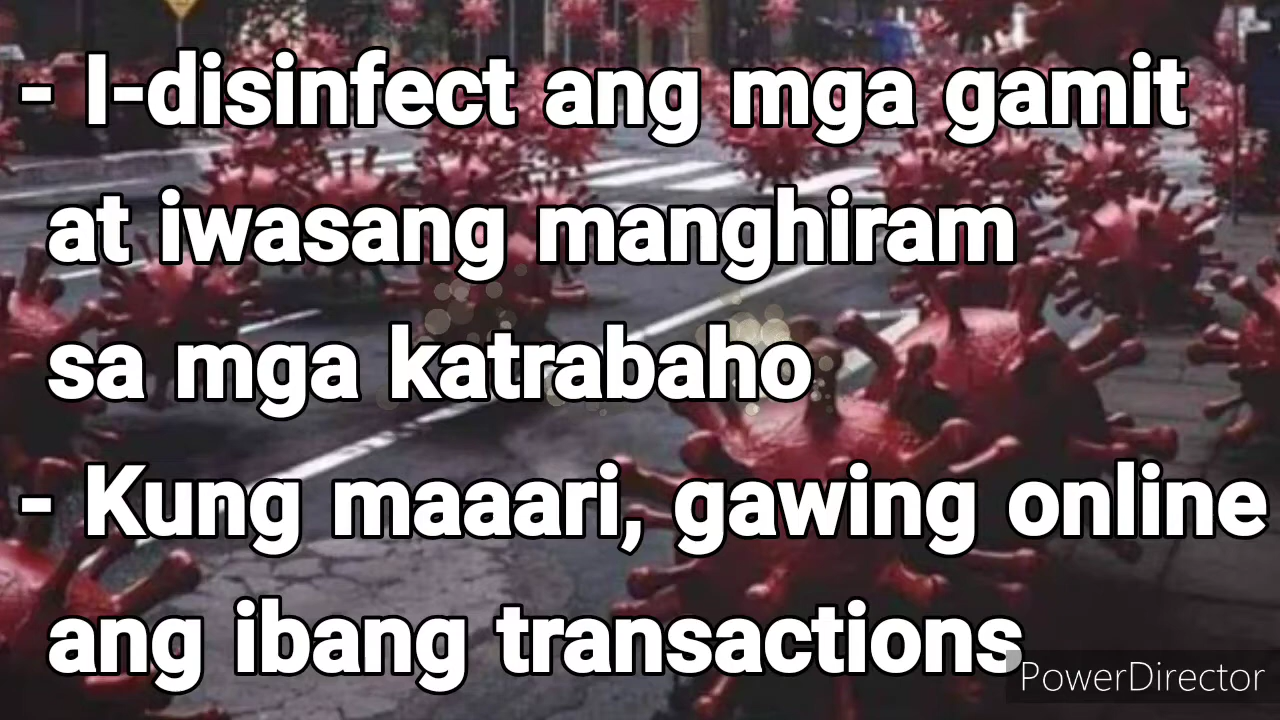 - I-disinfect ang mga gamit
at iwasang manghiram
sa mga katrabaho
- Kung maaari, gawing online
ang ibang transactions
PowerDirector